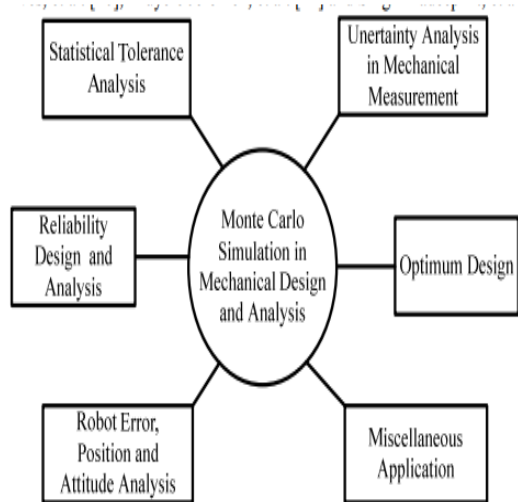 Statistical Tolerance
Analysis
Unertainty Analysis
in Mechanical
Measurement
Reliability
Design and
Analysis
Monte Carlo
Simulation in
Mechanical Design
and Analysis
Optimum Design
Robot Error,
Position and
Attitude Analysis
Miscellaneous
Application